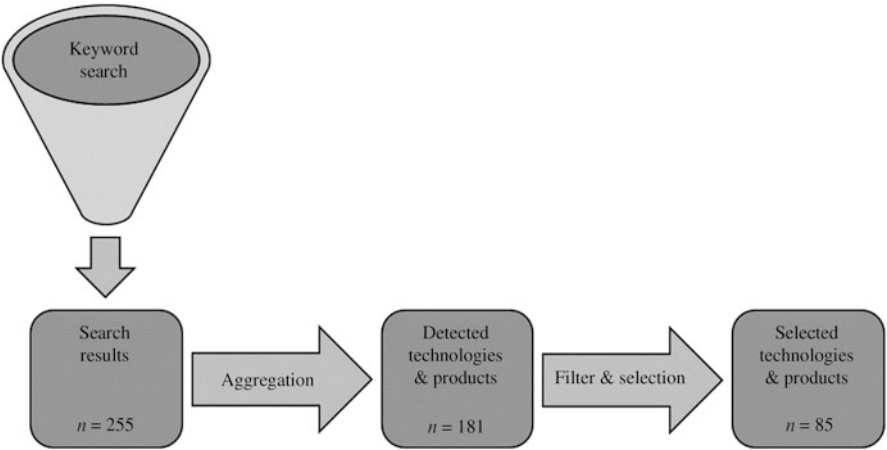 Keyword
search
Search
results
n = 255
Aggregation
Detected
technologies
& products
n = 181
Filter & selection
Selected
technologies
& products
n = 85